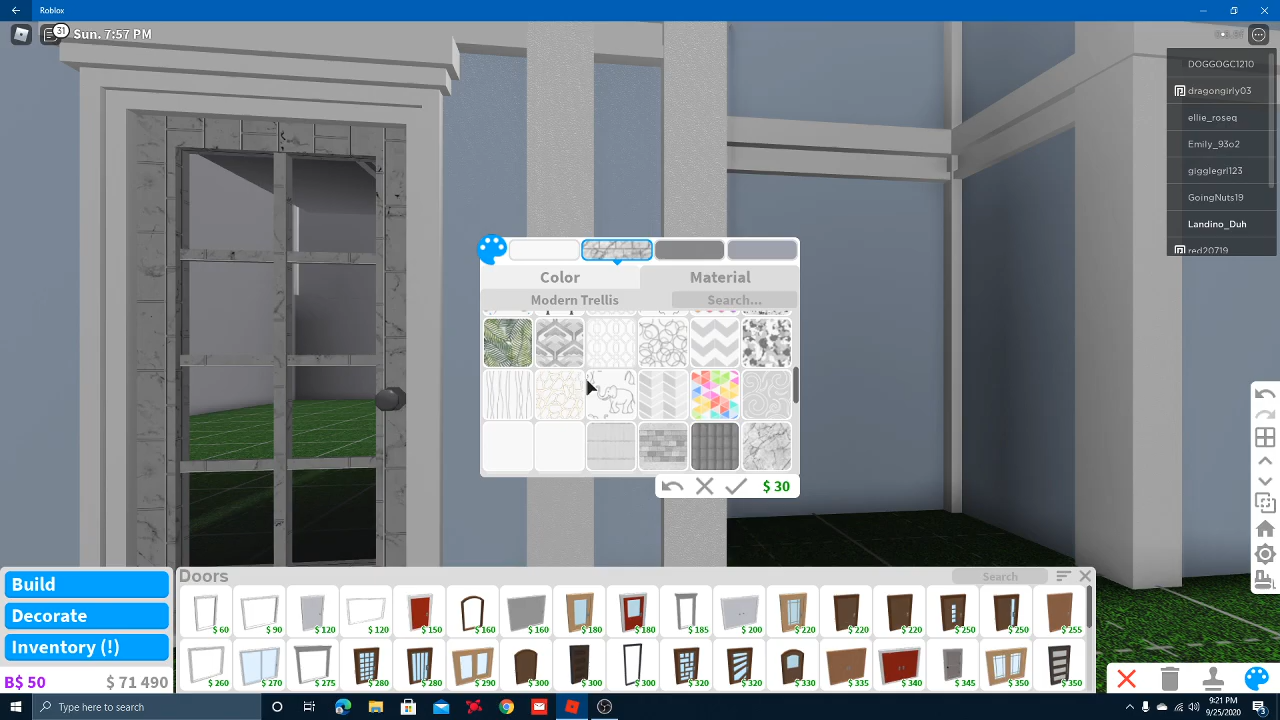 Roblox
31
Sun. 7:57 PM
DOGGOGC1210
dragongirly03
ellie_roseq
Emily_93o2
gigglegrl123
GoingNuts19
Landino_Duh
red20719
Color
Material
Modern Trellis
Search...
$ 30
Build
Decorate
Inventory (!)
B$ 50
$ 71 490
Doors
Search
$ 60 $ 90 $ 120 $ 120 $ 150 $ 160 $ 160 $ 180 $ 180 $ 185 $ 200 $ 220 $ 220 $ 220 $ 250 $ 250 $ 255
$ 260 $ 270 $ 275 $ 280 $ 280 $ 290 $ 300 $ 300 $ 300 $ 320 $ 320 $ 330 $ 335 $ 340 $ 345 $ 350 $ 350
Type here to search
9:21 PM
9/25/2020
3